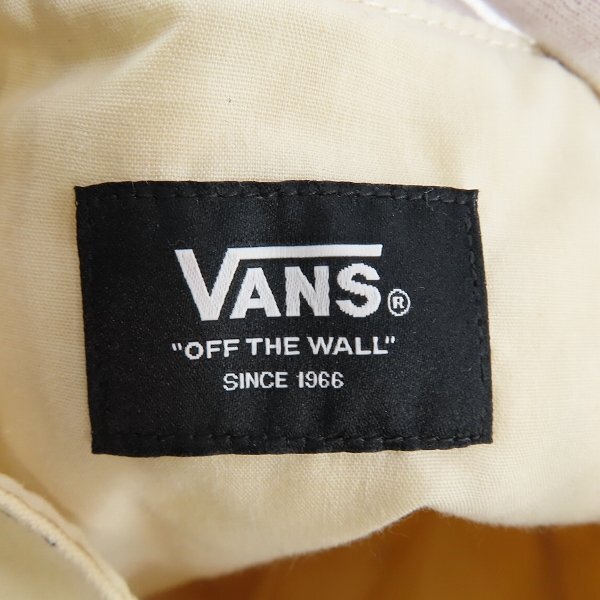 VANS®
"OFF THE WALL"
SINCE 1966